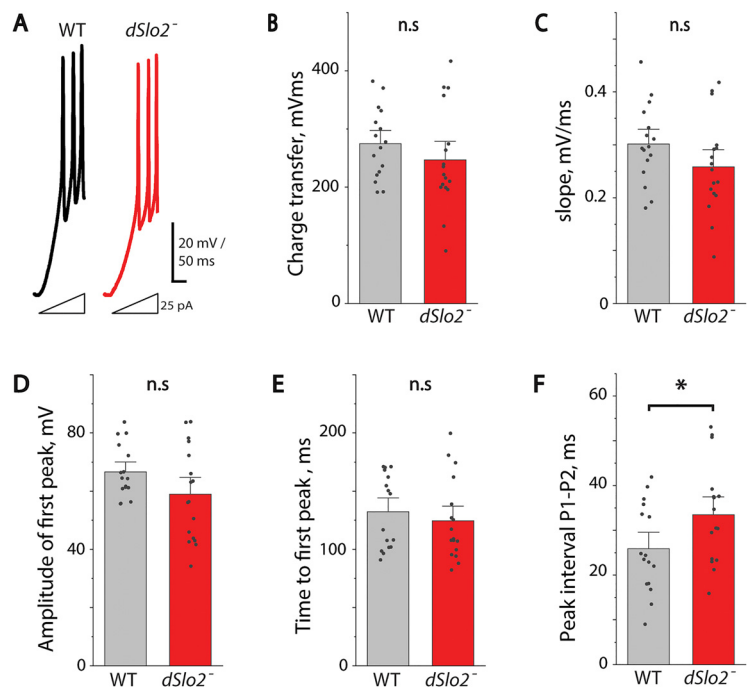 A
WT
dSlo2⁻
20 mV /
50 ms
25 pA
B
n.s
Charge transfer, mVms
400
200
0
WT
dSlo2⁻
C
n.s
slope, mV/ms
0.4
0.2
0
WT
dSlo2⁻
D
n.s
Amplitude of first peak, mV
80
40
0
WT
dSlo2⁻
E
n.s
Time to first peak , ms
200
100
0
WT
dSlo2⁻
F
*
Peak interval P1-P2, ms
60
40
20
0
WT
dSlo2⁻